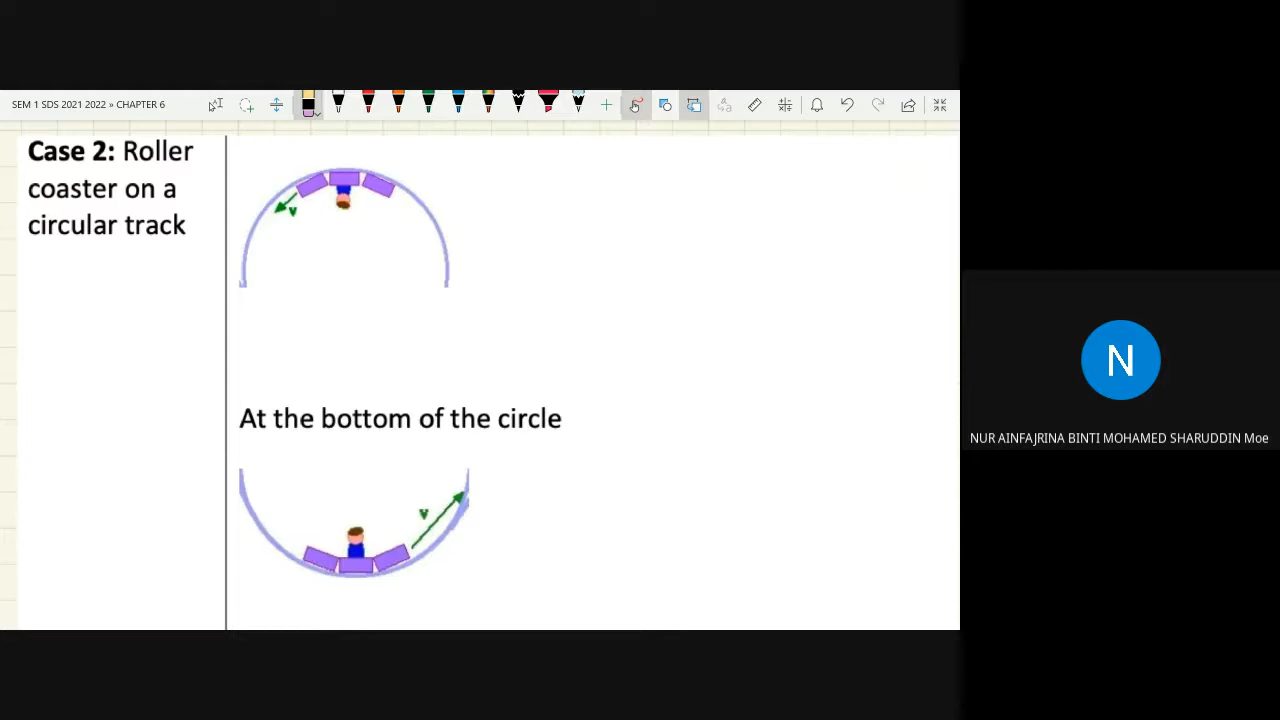 SEM 1 SDS 2021 2022 » CHAPTER 6
Case 2: Roller
coaster on a
circular track
v
At the bottom of the circle
v
N
NUR AINFAJRINA BINTI MOHAMED SHARUDDIN Moe